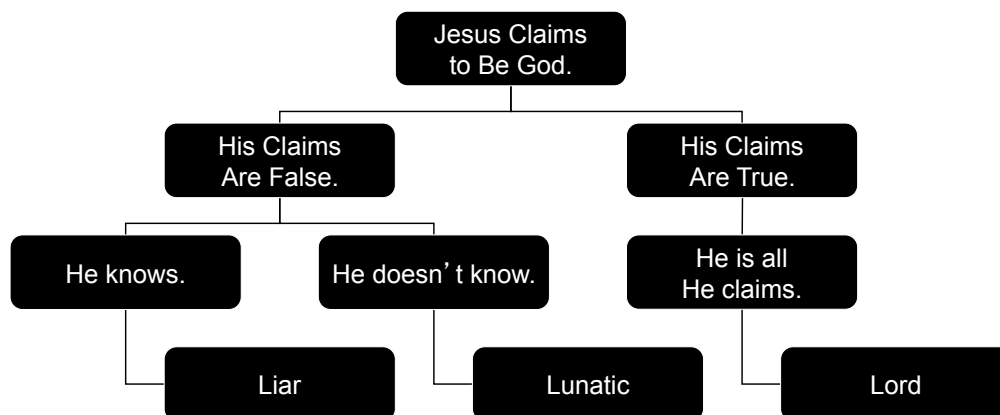 Jesus Claims
to Be God.
His Claims
Are False.
His Claims
Are True.
He knows.
He doesn’t know.
He is all
He claims.
Liar
Lunatic
Lord